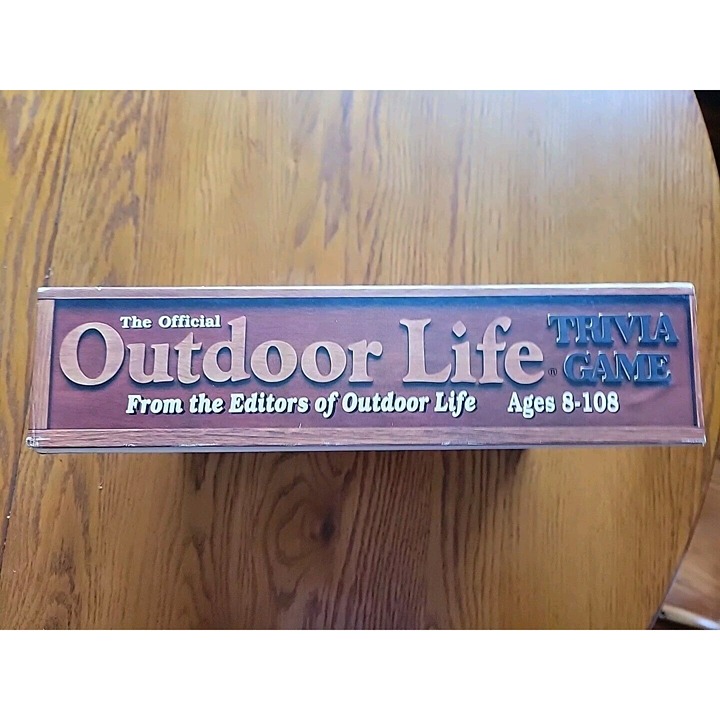 The Official
Outdoor Life® TRIVIA GAME
From the Editors of Outdoor Life Ages 8-108